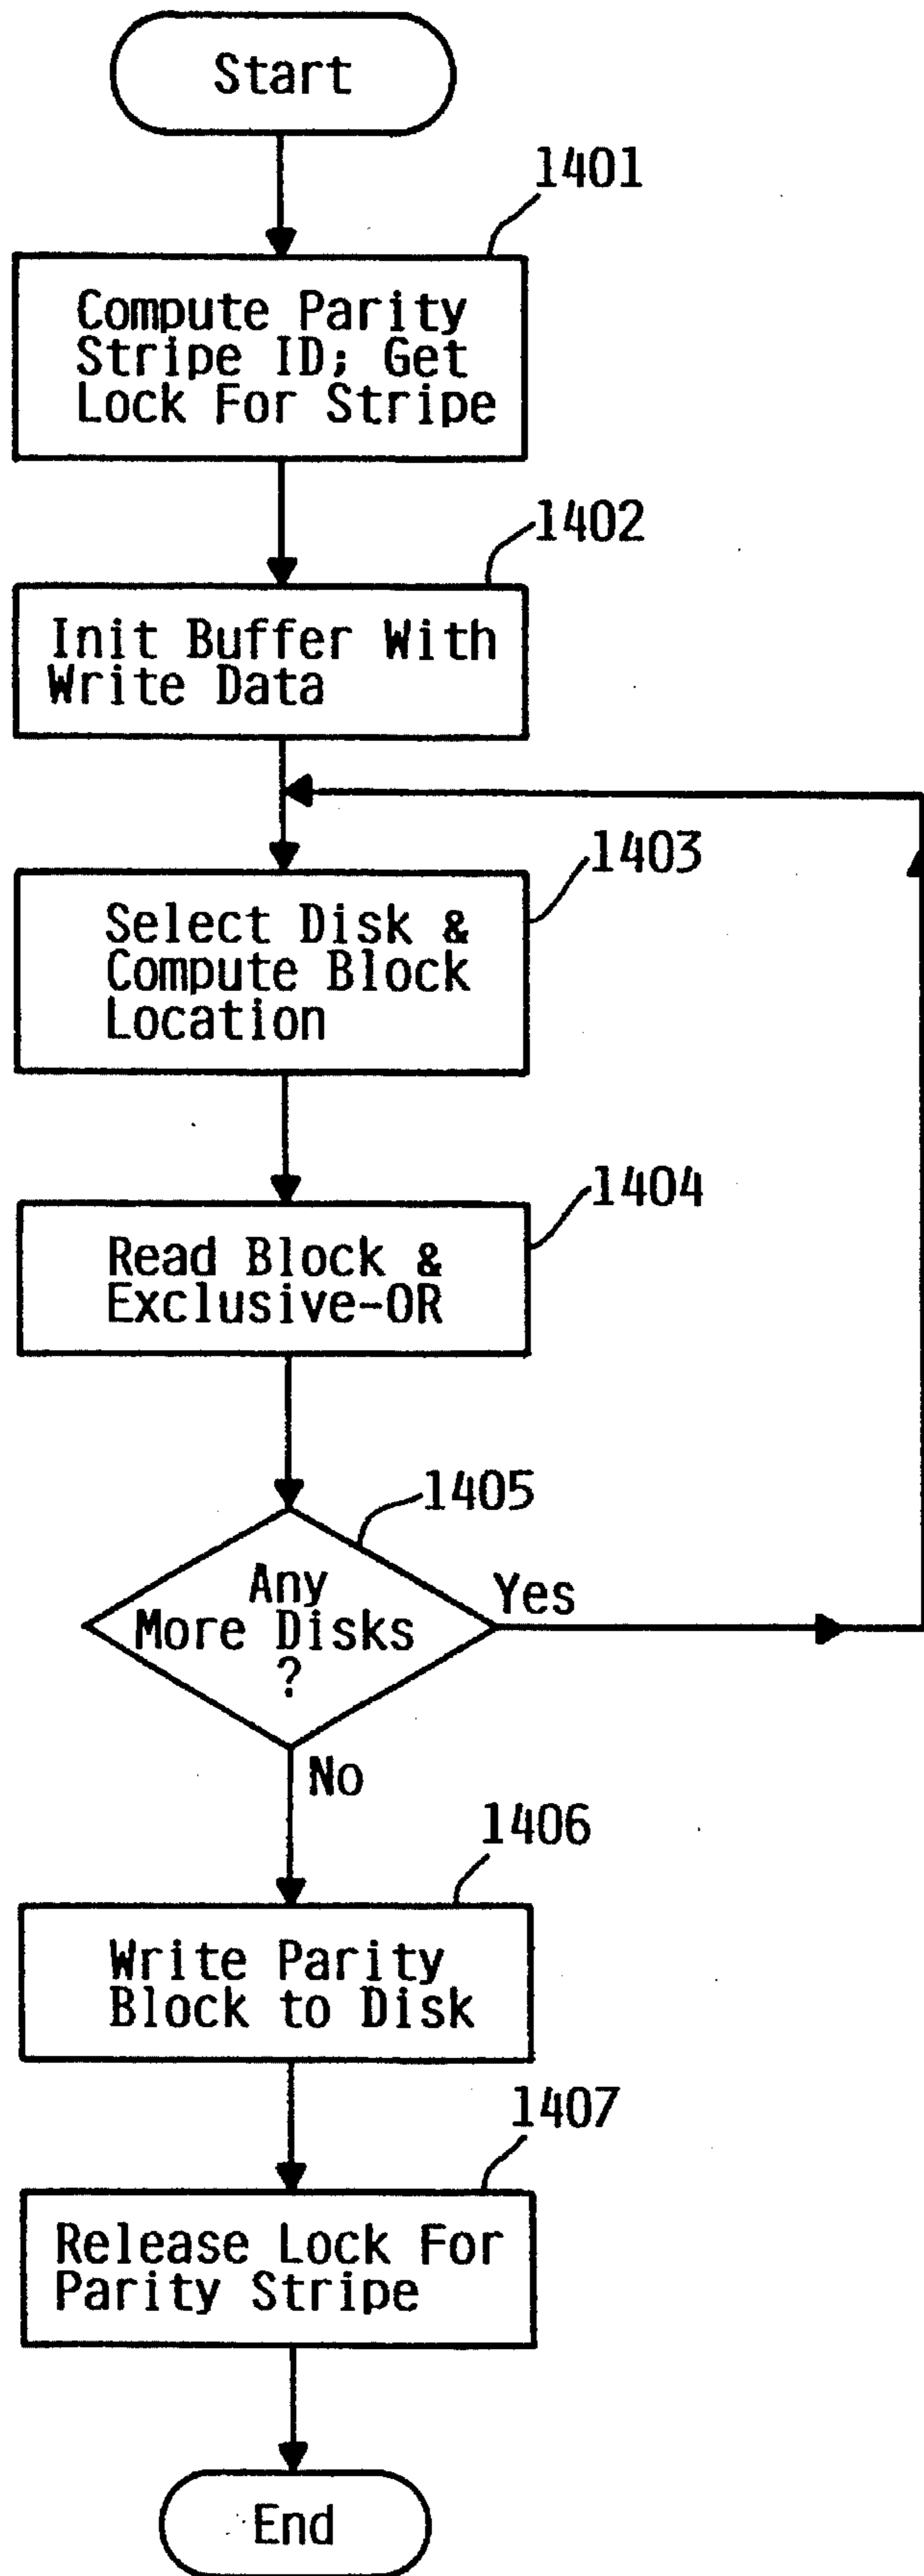 Start
1401
Compute Parity
Stripe ID; Get
Lock For Stripe
1402
Init Buffer With
Write Data
1403
Select Disk &
Compute Block
Location
1404
Read Block &
Exclusive-OR
1405
Any
More Disks
?
Yes
No
1406
Write Parity
Block to Disk
1407
Release Lock For
Parity Stripe
End